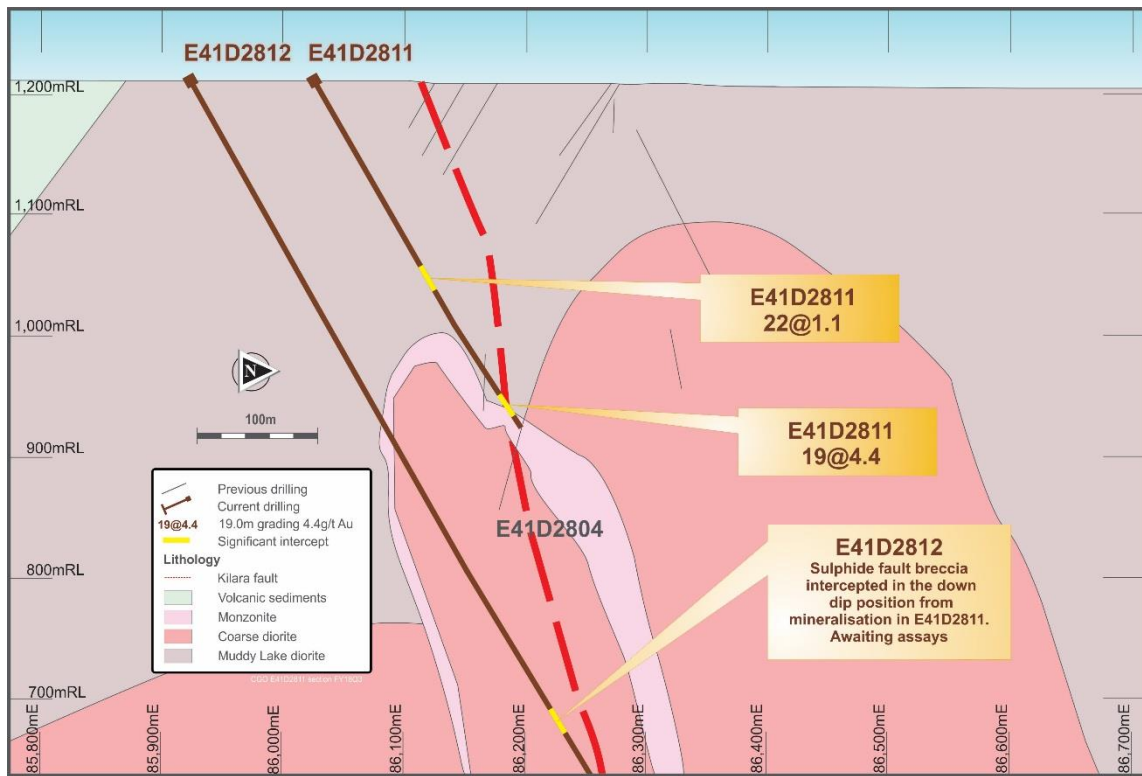 E41D2812
E41D2811
1,200mRL
1,100mRL
1,000mRL
900mRL
800mRL
700mRL
E41D2811
22@1.1
E41D2811
19@4.4
N
100m
E41D2804
E41D2812
Sulphide fault breccia
intercepted in the down
dip position from
mineralisation in E41D2811.
Awaiting assays
Previous drilling
Current drilling
19@4.4 19.0m grading 4.4g/t Au
Significant intercept
Lithology
Kilara fault
Volcanic sediments
Monzonite
Coarse diorite
Muddy Lake diorite
CGO E41D2811 section FY18Q3
85,800mE
85,900mE
86,000mE
86,100mE
86,200mE
86,300mE
86,400mE
86,500mE
86,600mE
86,700mE